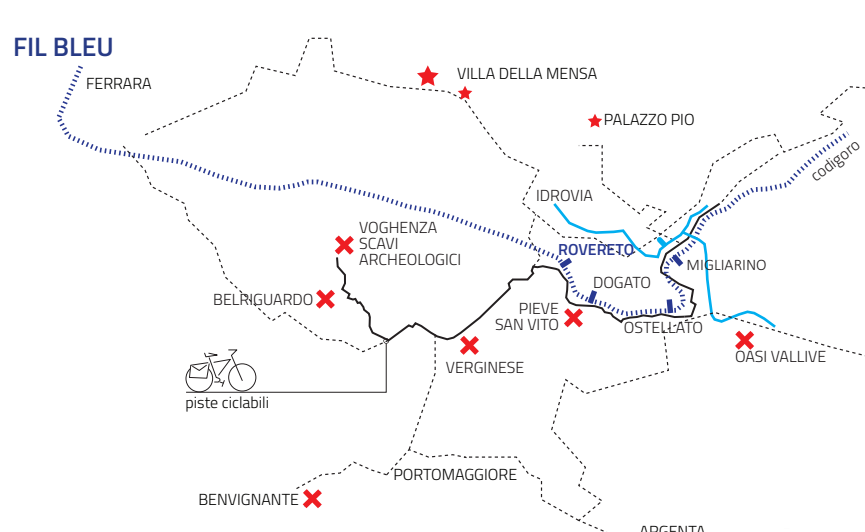 FIL BLEU
FERRARA
VILLA DELLA MENSA
PALAZZO PIO
codigoro
IDROVIA
VOGHENZA
SCAVI
ARCHEOLOGICI
ROVERETO
MIGLIARINO
DOGATO
BELRIGUARDO
PIEVE
SAN VITO
OSTELLATO
OASI VALLIVE
VERGINESE
piste ciclabili
PORTOMAGGIORE
BENVIGNANTE
ARGENTA